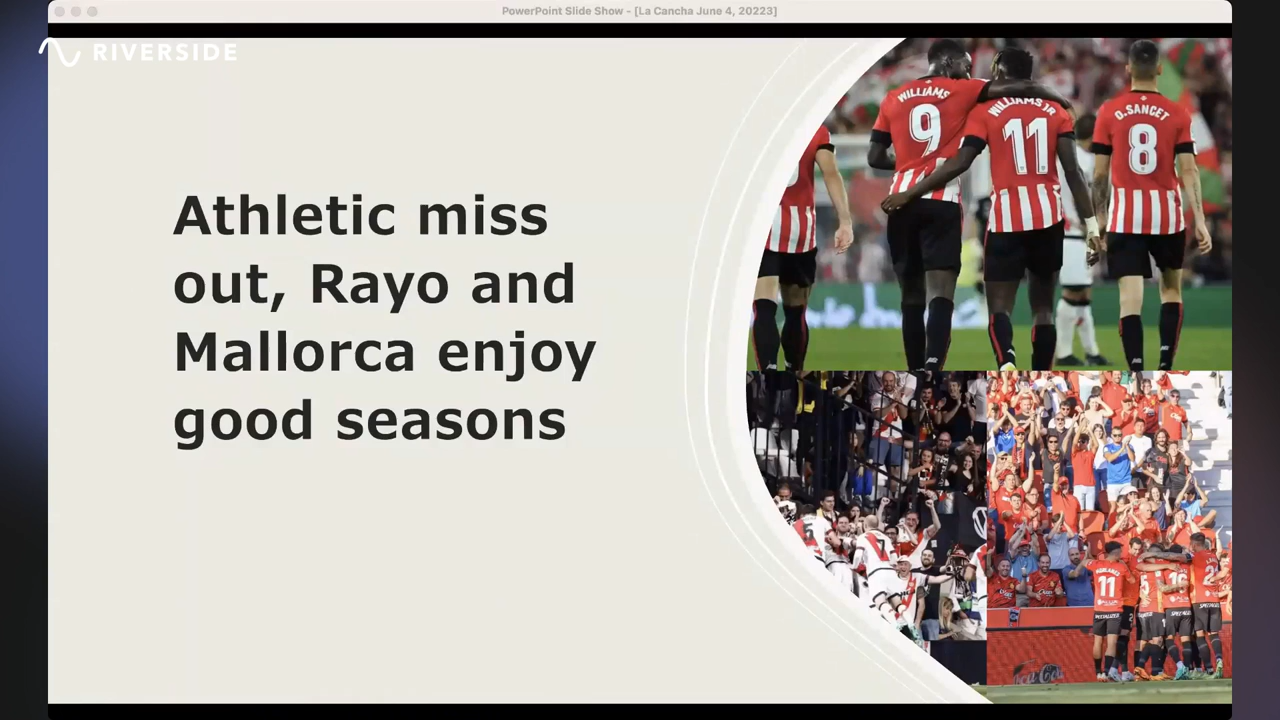 PowerPoint Slide Show - [La Cancha June 4, 20223]
RIVERSIDE
Athletic miss
out, Rayo and
Mallorca enjoy
good seasons
WILLIAMS
9
WILLIAMS JR
11
O.SANCET
8
7
11